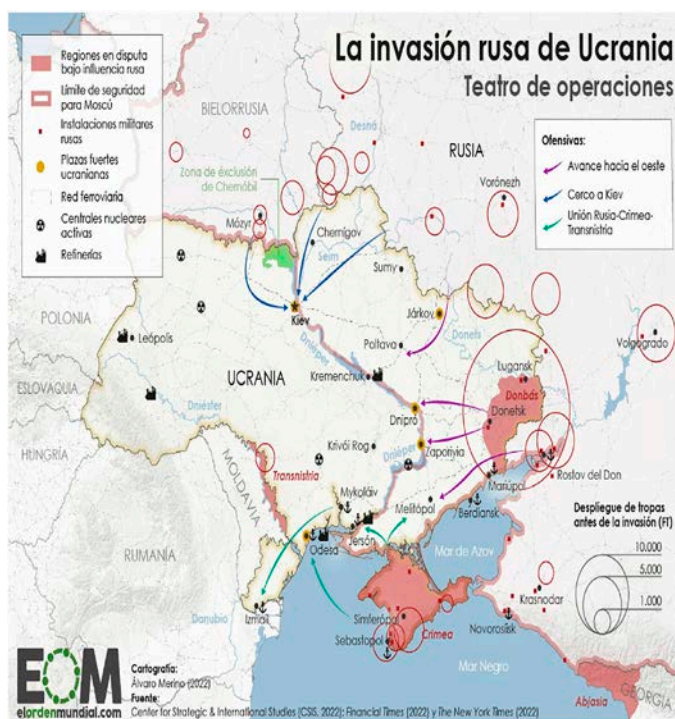 La invasión rusa de Ucrania
Teatro de operaciones
Regiones en disputa
bajo influencia rusa
Límite de seguridad
para Moscú
Instalaciones militares
rusas
Plazas fuertes
ucranianas
Red ferroviaria
Centrales nucleares
activas
Refinerías
Ofensivas:
Avance hacia el oeste
Cerco a Kiev
Unión Rusia-Crimea-
Transnistria
BIELORRUSIA
Desná
RUSIA
Zona de exclusión
de Chernóbil
Vorónezh
Mózyr
Chernígov
Seim
Sumy
POLONIA
Kiev
Járkov
Leópolis
Poltava
Donets
Volgogrado
Dniéper
Kremenchuk
Lugansk
ESLOVAQUIA
UCRANIA
Donbás
Dniéster
Dnipró
Donetsk
HUNGRÍA
Krivói Rog
Dniéper
Zaporiyia
Transnistria
Rostov del Don
MOLDAVIA
Mykoláiv
Melitópol
Mariúpol
Berdiansk
Despliegue de tropas
antes de la invasión (FT)
RUMANÍA
Odesa
Jersón
Mar de Azov
10.000
5.000
1.000
Danubio
Izmaíl
Simferópol
Krasnodar
Sebastopol
Crimea
Novorosíisk
Mar Negro
Abjasia
GEORGIA
EOM
elordenmundial.com
Cartografía:
Álvaro Merino (2022)
Fuente:
Center for Strategic & International Studies (CSIS, 2022); Financial Times (2022) y The New York Times (2022)